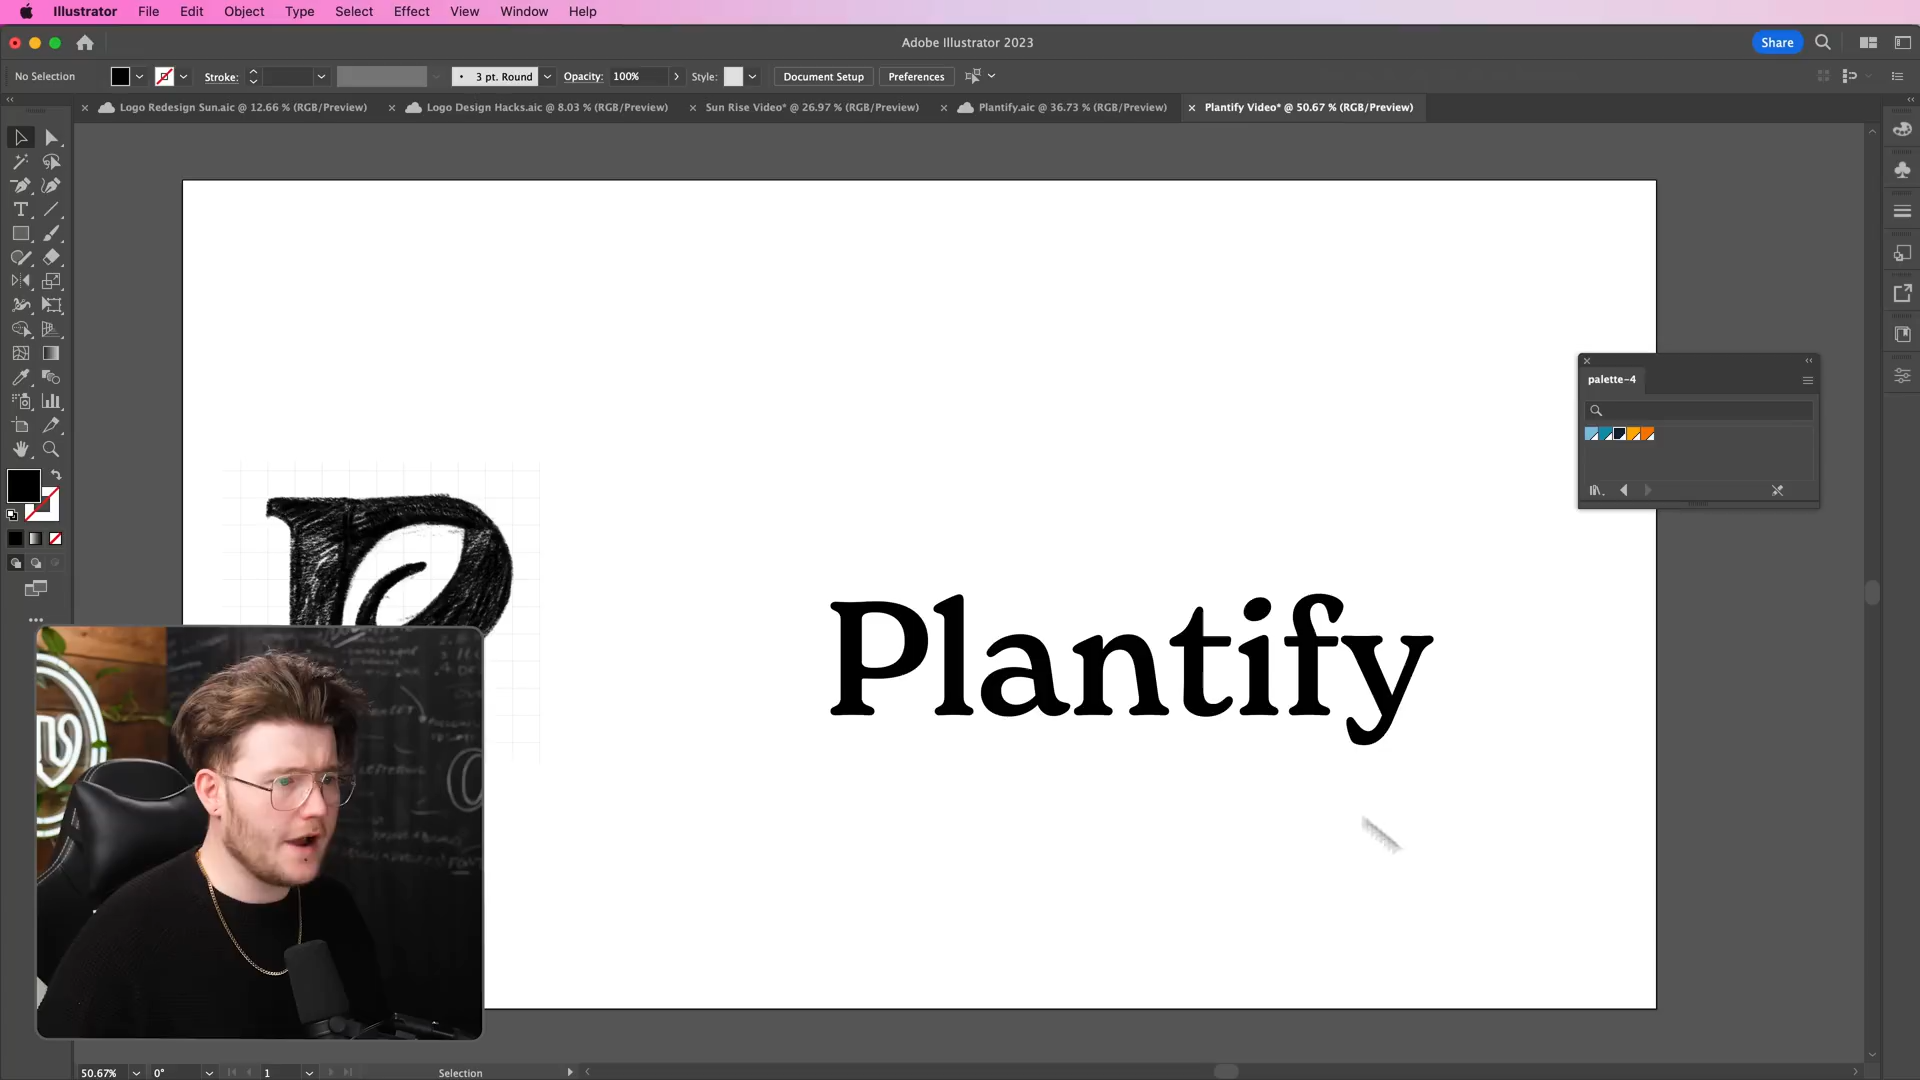 Illustrator File Edit Object Type Select Effect View Window Help
Adobe Illustrator 2023
Share
No Selection
Stroke:
3 pt. Round
Opacity: 100%
Style:
Document Setup
Preferences
Logo Redesign Sun.aic @ 12.66 % (RGB/Preview)
Logo Design Hacks.aic @ 8.03 % (RGB/Preview)
Sun Rise Video* @ 26.97 % (RGB/Preview)
Plantify.aic @ 36.73 % (RGB/Preview)
Plantify Video* @ 50.67 % (RGB/Preview)
palette-4
P
Plantify
50.67%
0°
1
Selection